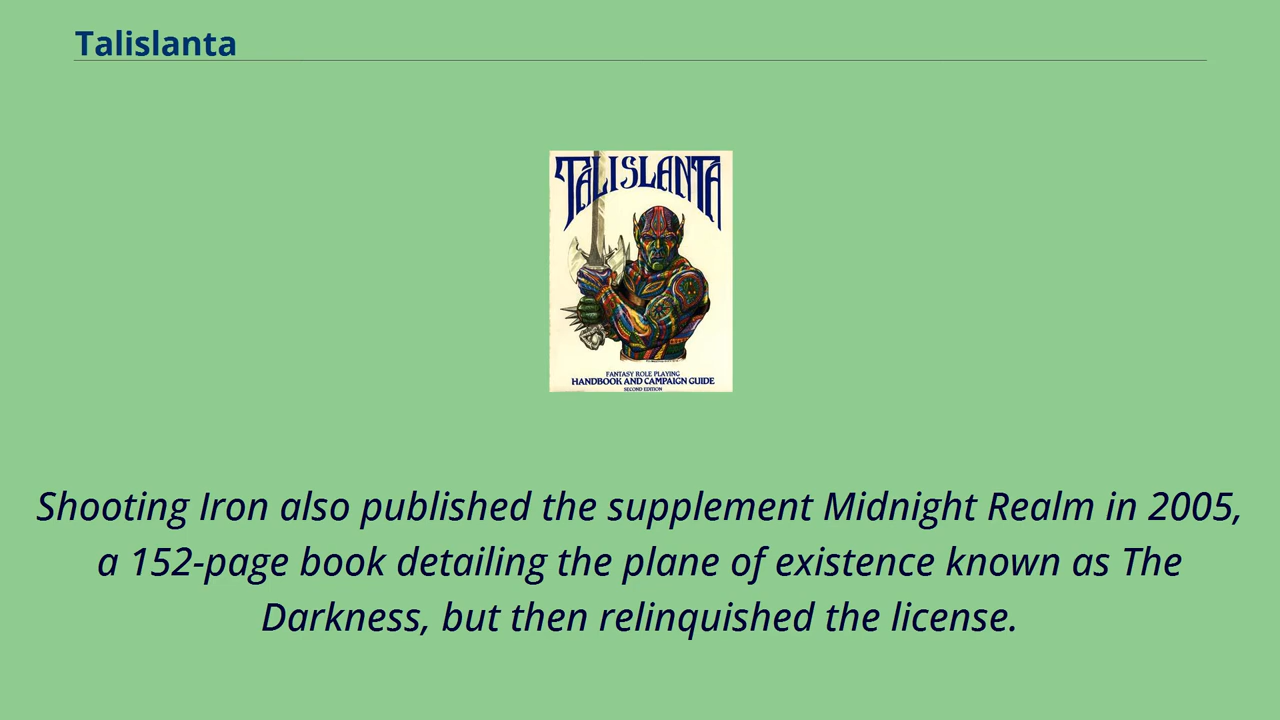 Talislanta
TALISLANTA
FANTASY ROLE PLAYING
HANDBOOK AND CAMPAIGN GUIDE
SECOND EDITION
Shooting Iron also published the supplement Midnight Realm in 2005,
a 152-page book detailing the plane of existence known as The
Darkness, but then relinquished the license.